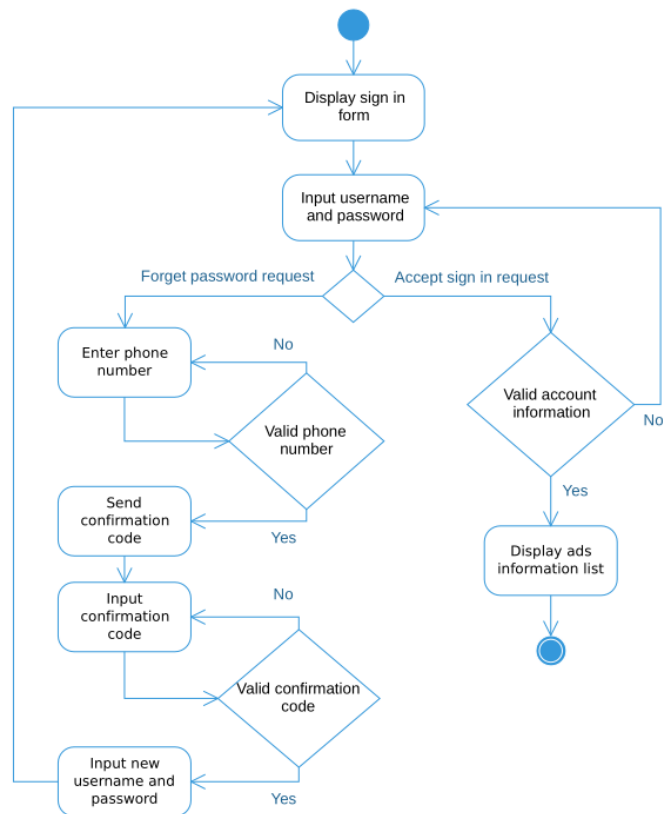 Display sign in
form
Input username
and password
Forget password request
Accept sign in request
Enter phone
number
No
Valid phone
number
Valid account
information
No
Send
confirmation
code
Yes
Yes
Display ads
information list
Input
confirmation
code
No
Valid confirmation
code
Input new
username and
password
Yes